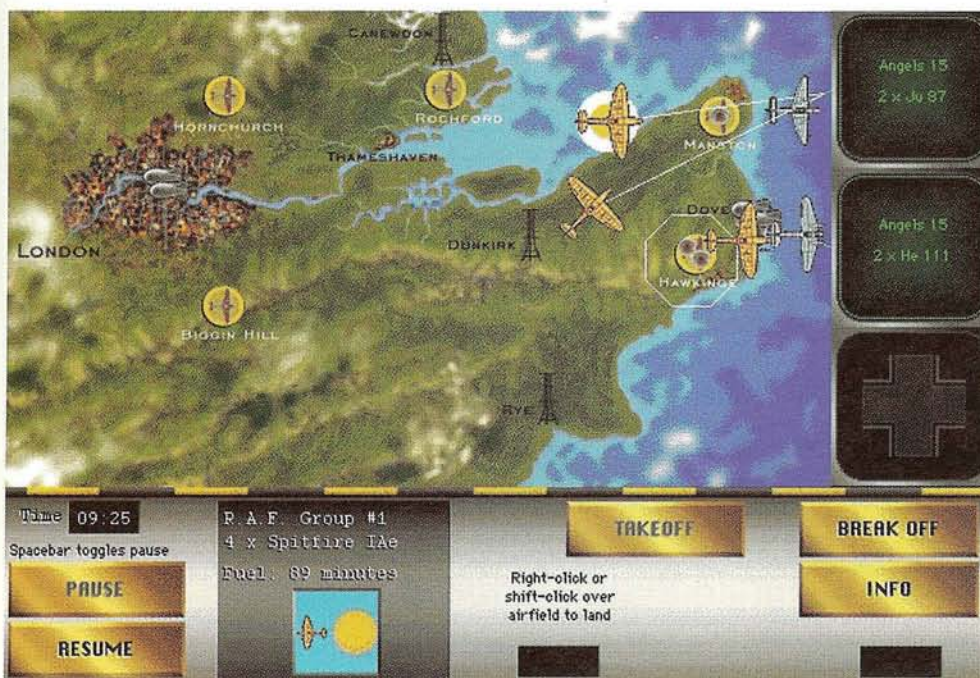 CANEWDON
HORNCHURCH
ROCHFORD
MANSTON
THAMESHAVEN
LONDON
DUNKIRK
DOVE
HAWKINGE
BIGGIN HILL
RYE
Angels 15
2 x Ju 87
Angels 15
2 x He 111
Time 09:25
Spacebar toggles pause
PAUSE
RESUME
R.A.F. Group #1
4 x Spitfire IAe
Fuel: 89 minutes
TAKEOFF
Right-click or
shift-click over
airfield to land
BREAK OFF
INFO